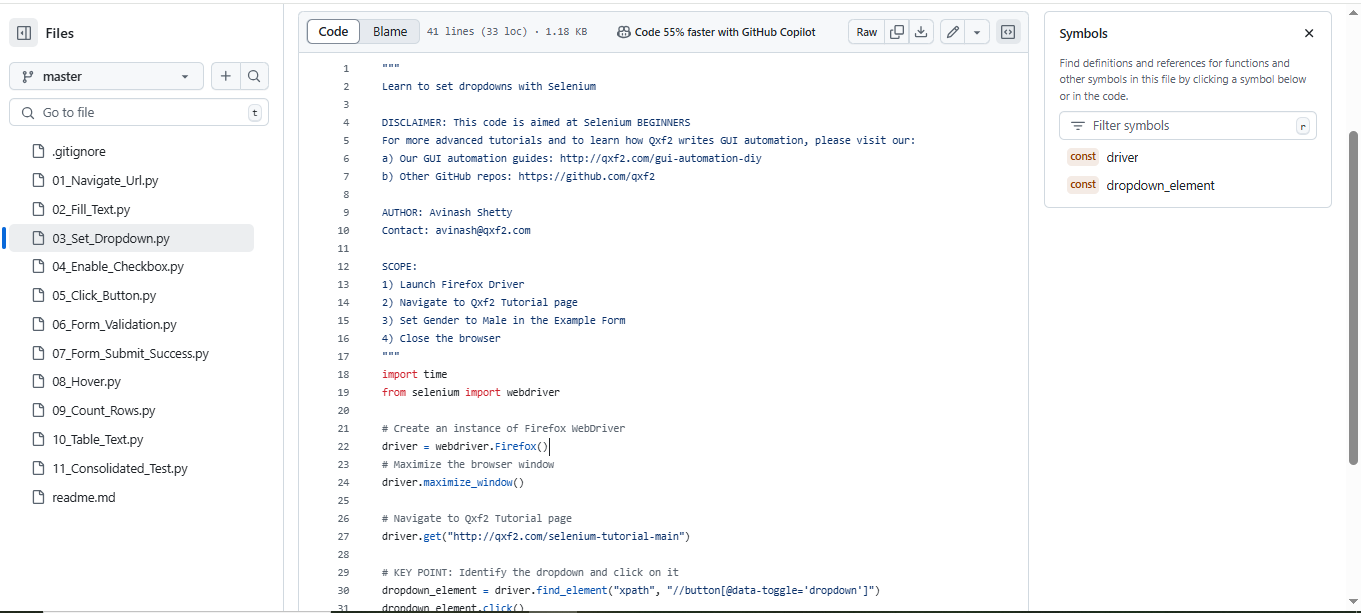 Files
master
Go to file
t
.gitignore
01_Navigate_Url.py
02_Fill_Text.py
03_Set_Dropdown.py
04_Enable_Checkbox.py
05_Click_Button.py
06_Form_Validation.py
07_Form_Submit_Success.py
08_Hover.py
09_Count_Rows.py
10_Table_Text.py
11_Consolidated_Test.py
readme.md
Code Blame 41 lines (33 loc) · 1.18 KB Code 55% faster with GitHub Copilot Raw
1 """
2 Learn to set dropdowns with Selenium
3
4 DISCLAIMER: This code is aimed at Selenium BEGINNERS
5 For more advanced tutorials and to learn how Qxf2 writes GUI automation, please visit our:
6 a) Our GUI automation guides: http://qxf2.com/gui-automation-diy
7 b) Other GitHub repos: https://github.com/qxf2
8
9 AUTHOR: Avinash Shetty
10 Contact: avinash@qxf2.com
11
12 SCOPE:
13 1) Launch Firefox Driver
14 2) Navigate to Qxf2 Tutorial page
15 3) Set Gender to Male in the Example Form
16 4) Close the browser
17 """
18 import time
19 from selenium import webdriver
20
21 # Create an instance of Firefox WebDriver
22 driver = webdriver.Firefox()
23 # Maximize the browser window
24 driver.maximize_window()
25
26 # Navigate to Qxf2 Tutorial page
27 driver.get("http://qxf2.com/selenium-tutorial-main")
28
29 # KEY POINT: Identify the dropdown and click on it
30 dropdown_element = driver.find_element("xpath", "//button[@data-toggle='dropdown']")
31 dropdown_element.click()
Symbols
Find definitions and references for functions and
other symbols in this file by clicking a symbol below
or in the code.
Filter symbols
r
const driver
const dropdown_element